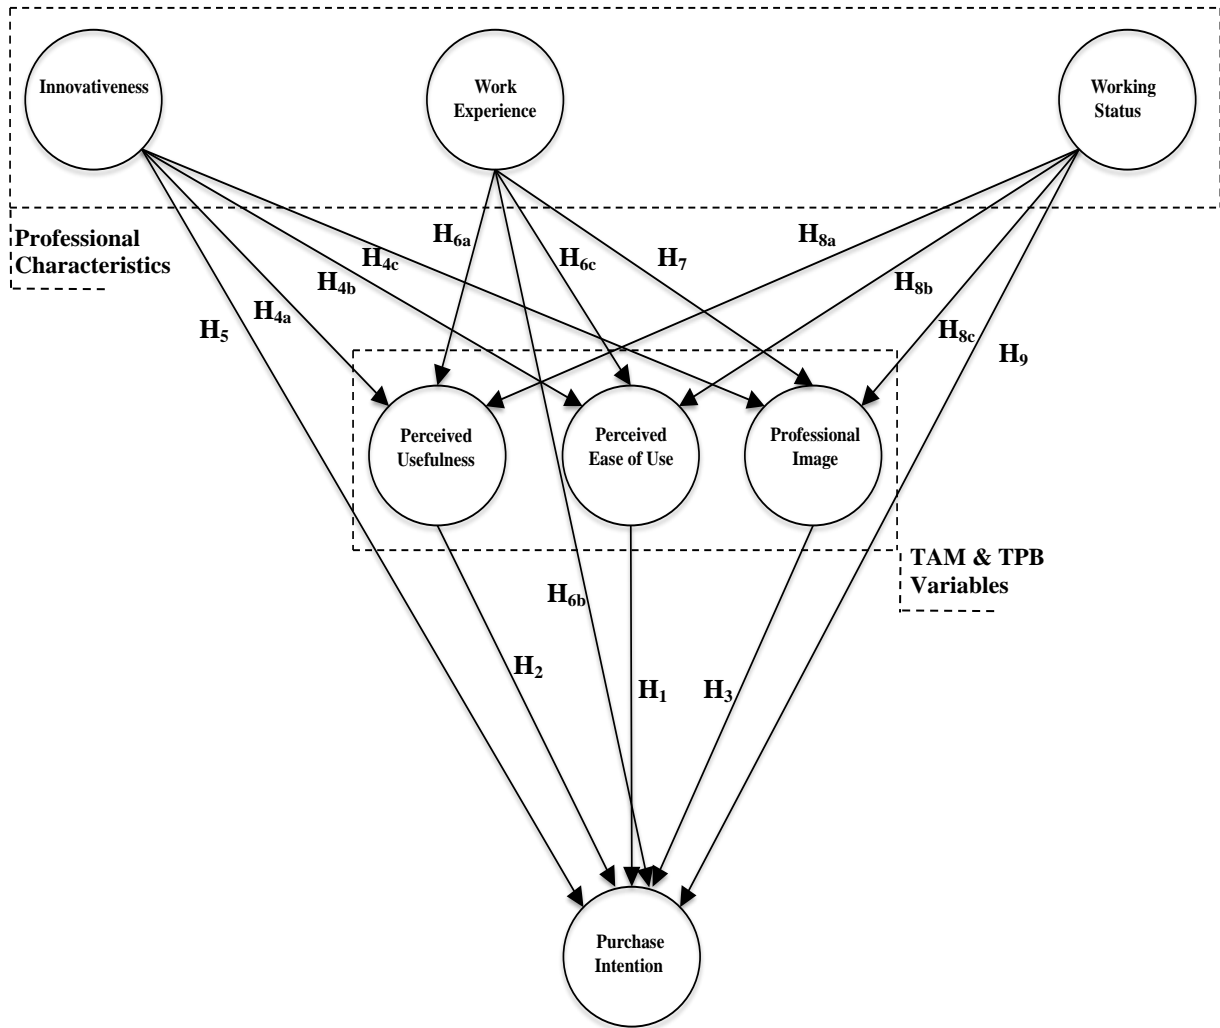 Innovativeness
Work
Experience
Working
Status
Professional
Characteristics
H6a
H4c
H6c
H7
H8a
H4b
H8b
H4a
H5
H8c
H9
Perceived
Usefulness
Perceived
Ease of Use
Professional
Image
TAM & TPB
Variables
H6b
H2
H1
H3
Purchase
Intention